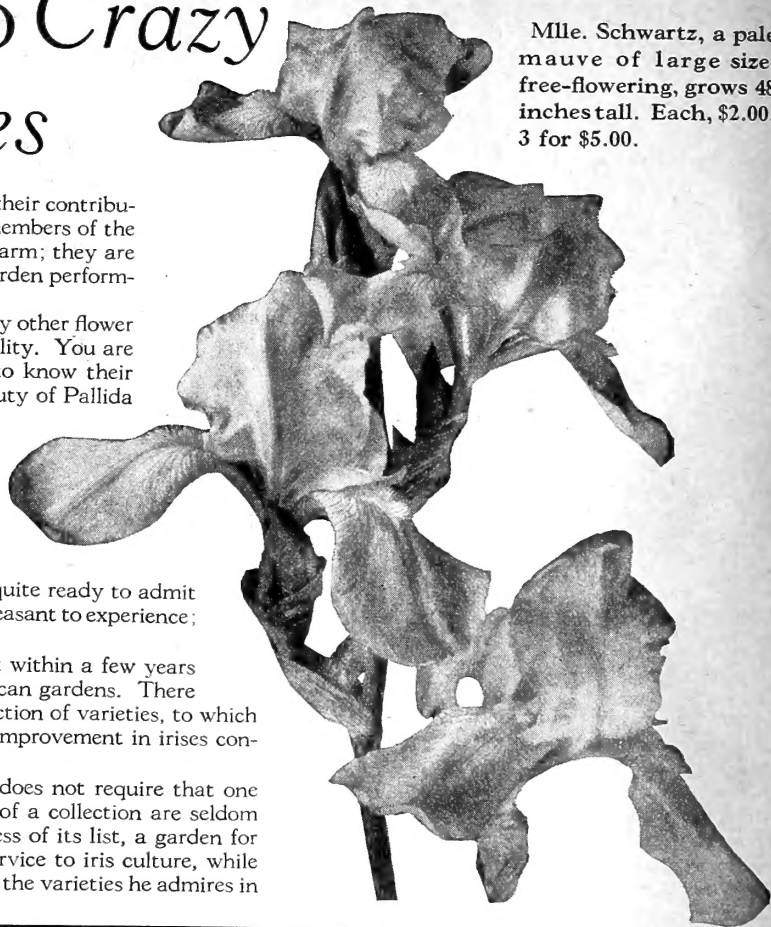 Crazy
es
Mlle. Schwartz, a pale
mauve of large size
free-flowering, grows 48
inches tall. Each, $2.00
3 for $5.00.
their contribu-
embers of the
arm; they are
rden perform-
y other flower
lity. You are
to know their
uty of Pallida
quite ready to admit
easant to experience;
within a few years
can gardens. There
ction of varieties, to which
mprovement in irises con-
does not require that one
of a collection are seldom
ess of its list, a garden for
rvice to iris culture, while
the varieties he admires in